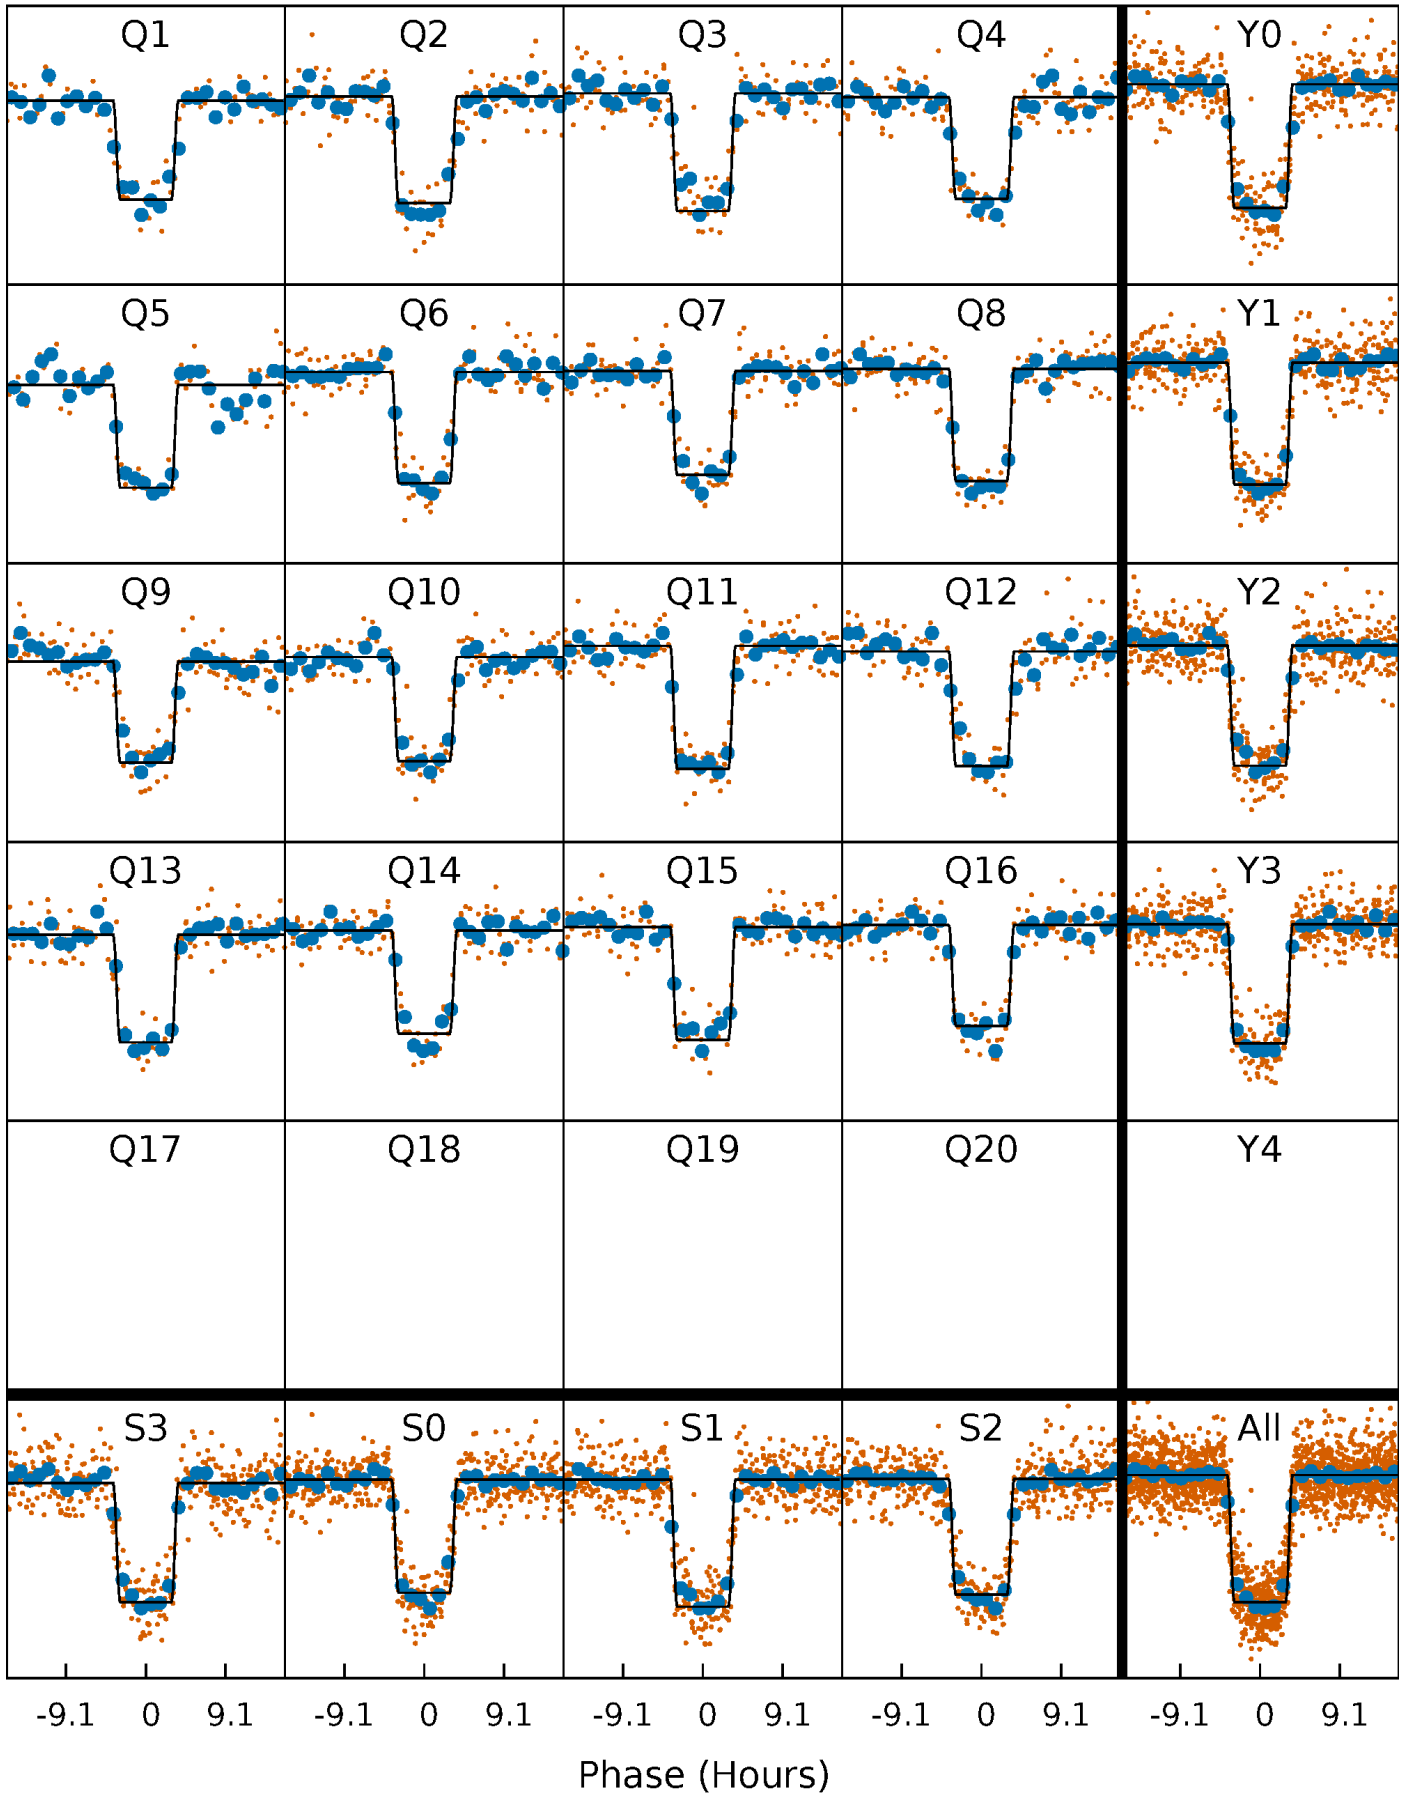 Q1 Q2 Q3 Q4 Y0
Q5 Q6 Q7 Q8 Y1
Q9 Q10 Q11 Q12 Y2
Q13 Q14 Q15 Q16 Y3
Q17 Q18 Q19 Q20 Y4
S3 S0 S1 S2 All
-9.1 0 9.1 -9.1 0 9.1 -9.1 0 9.1 -9.1 0 9.1 -9.1 0 9.1
Phase (Hours)